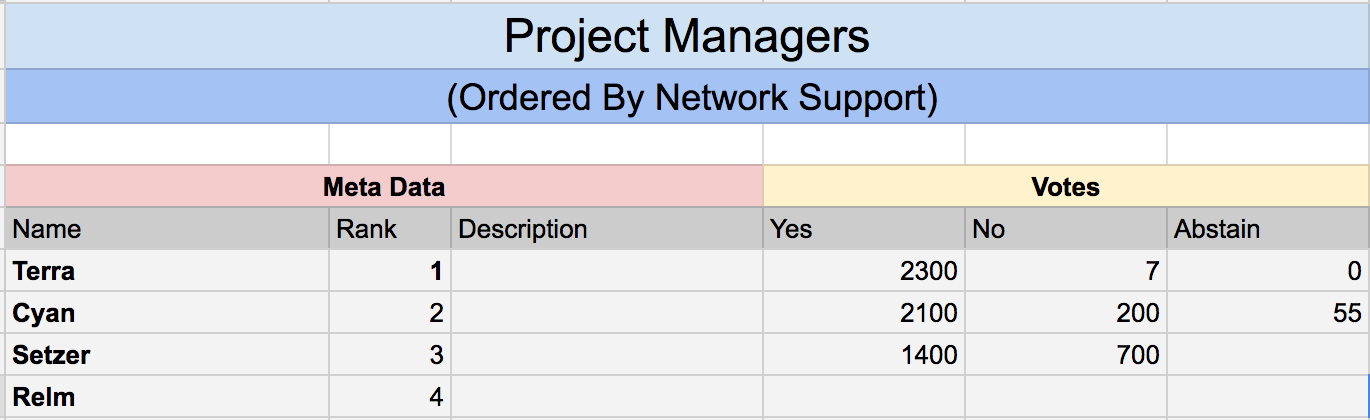 Project Managers
(Ordered By Network Support)
Meta Data Votes
Name Rank Description Yes No Abstain
Terra 1 2300 7 0
Cyan 2 2100 200 55
Setzer 3 1400 700
Relm 4